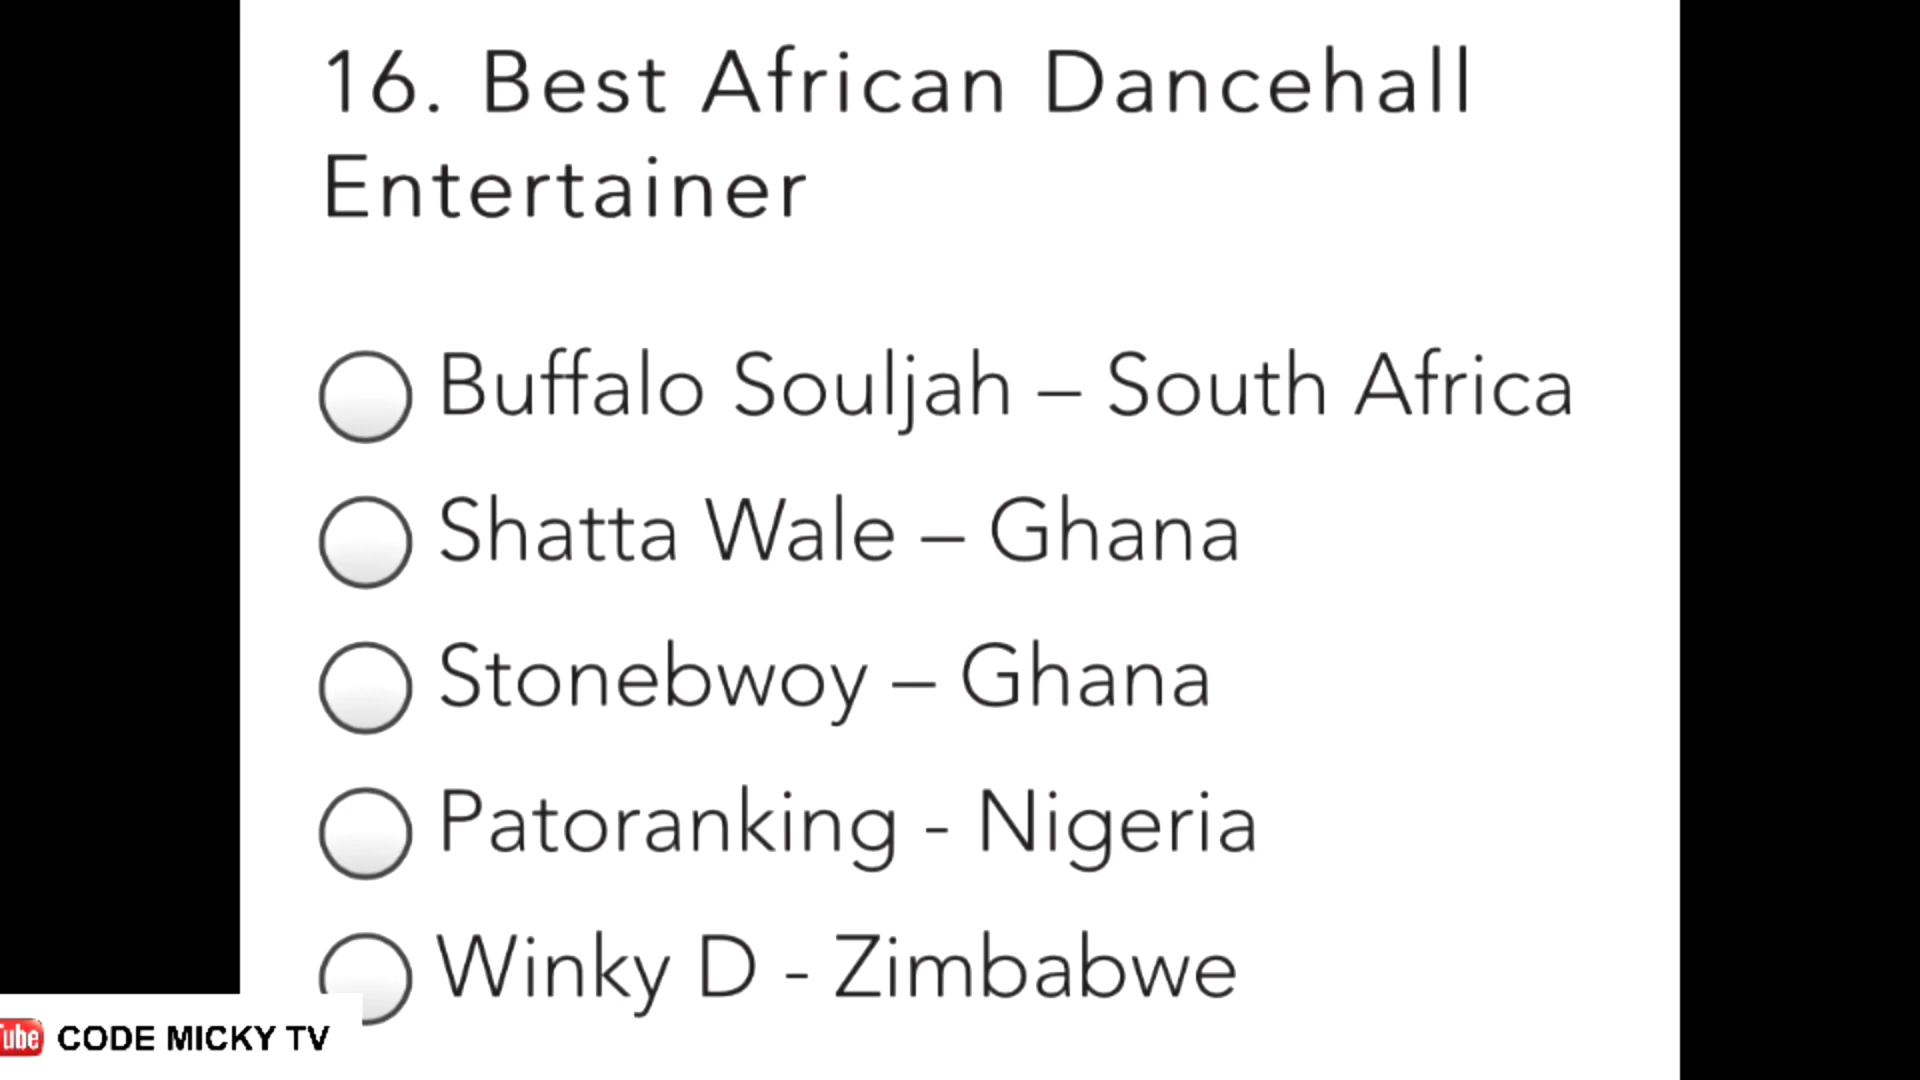 16. Best African Dancehall
Entertainer
Buffalo Souljah – South Africa
Shatta Wale – Ghana
Stonebwoy – Ghana
Patoranking - Nigeria
Winky D - Zimbabwe
Tube CODE MICKY TV